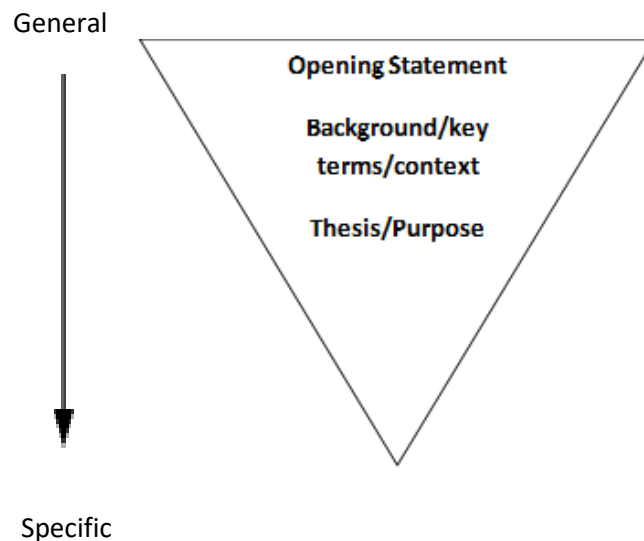 General
Opening Statement
Background/key
terms/context
Thesis/Purpose
Specific